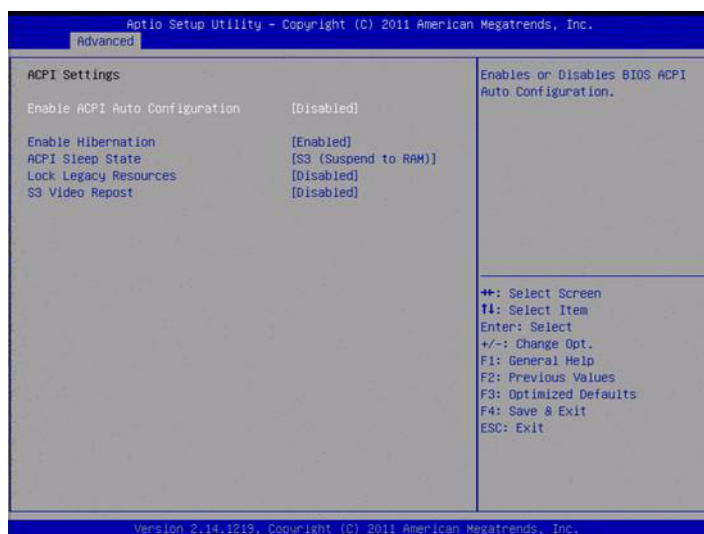 Aptio Setup Utility – Copyright (C) 2011 American Megatrends, Inc.
Advanced
ACPI Settings
Enable ACPI Auto Configuration [Disabled]
Enable Hibernation [Enabled]
ACPI Sleep State [S3 (Suspend to RAM)]
Lock Legacy Resources [Disabled]
S3 Video Repost [Disabled]
Enables or Disables BIOS ACPI
Auto Configuration.
→←: Select Screen
↑↓: Select Item
Enter: Select
+/-: Change Opt.
F1: General Help
F2: Previous Values
F3: Optimized Defaults
F4: Save & Exit
ESC: Exit
Version 2.14.1219. Copyright (C) 2011 American Megatrends, Inc.